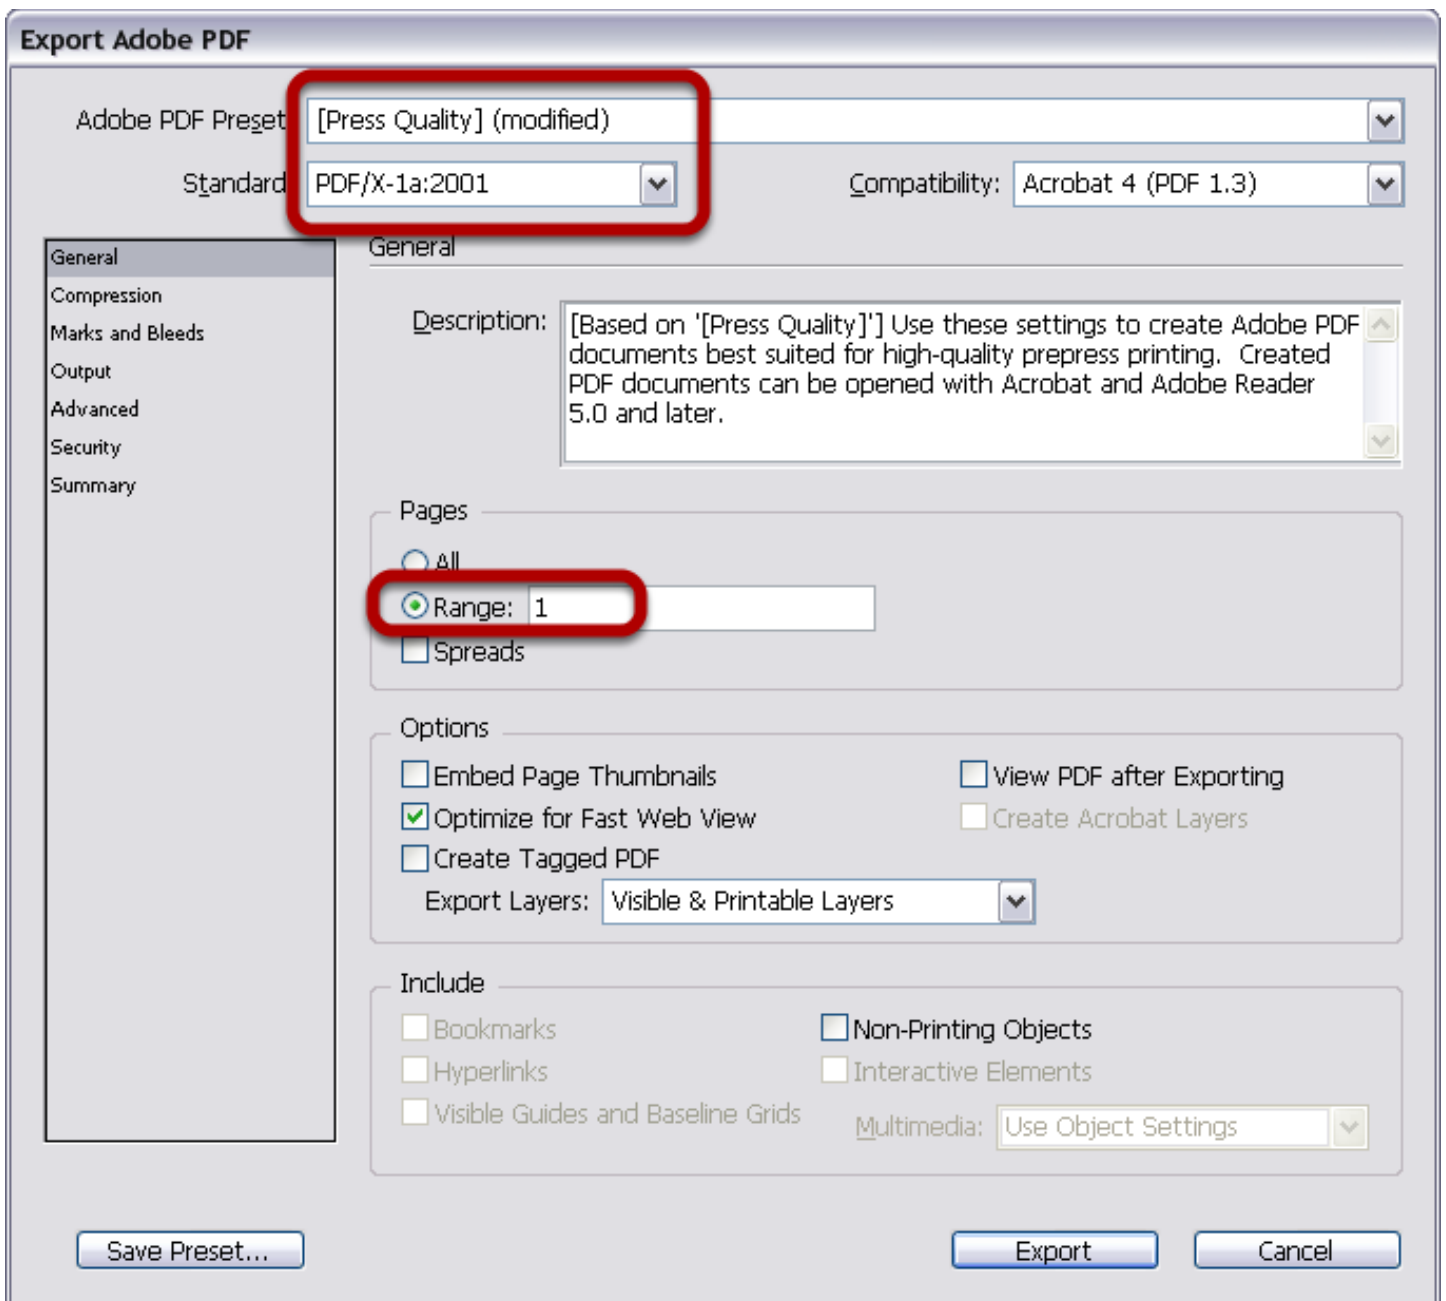 Export Adobe PDF
Adobe PDF Preset [Press Quality] (modified)
Standard PDF/X-1a:2001 Compatibility: Acrobat 4 (PDF 1.3)
General
Compression
Marks and Bleeds
Output
Advanced
Security
Summary
General
Description: [Based on '[Press Quality]'] Use these settings to create Adobe PDF
documents best suited for high-quality prepress printing. Created
PDF documents can be opened with Acrobat and Adobe Reader
5.0 and later.
Pages
All
Range: 1
Spreads
Options
Embed Page Thumbnails View PDF after Exporting
Optimize for Fast Web View Create Acrobat Layers
Create Tagged PDF
Export Layers: Visible & Printable Layers
Include
Bookmarks Non-Printing Objects
Hyperlinks Interactive Elements
Visible Guides and Baseline Grids Multimedia: Use Object Settings
Save Preset... Export Cancel